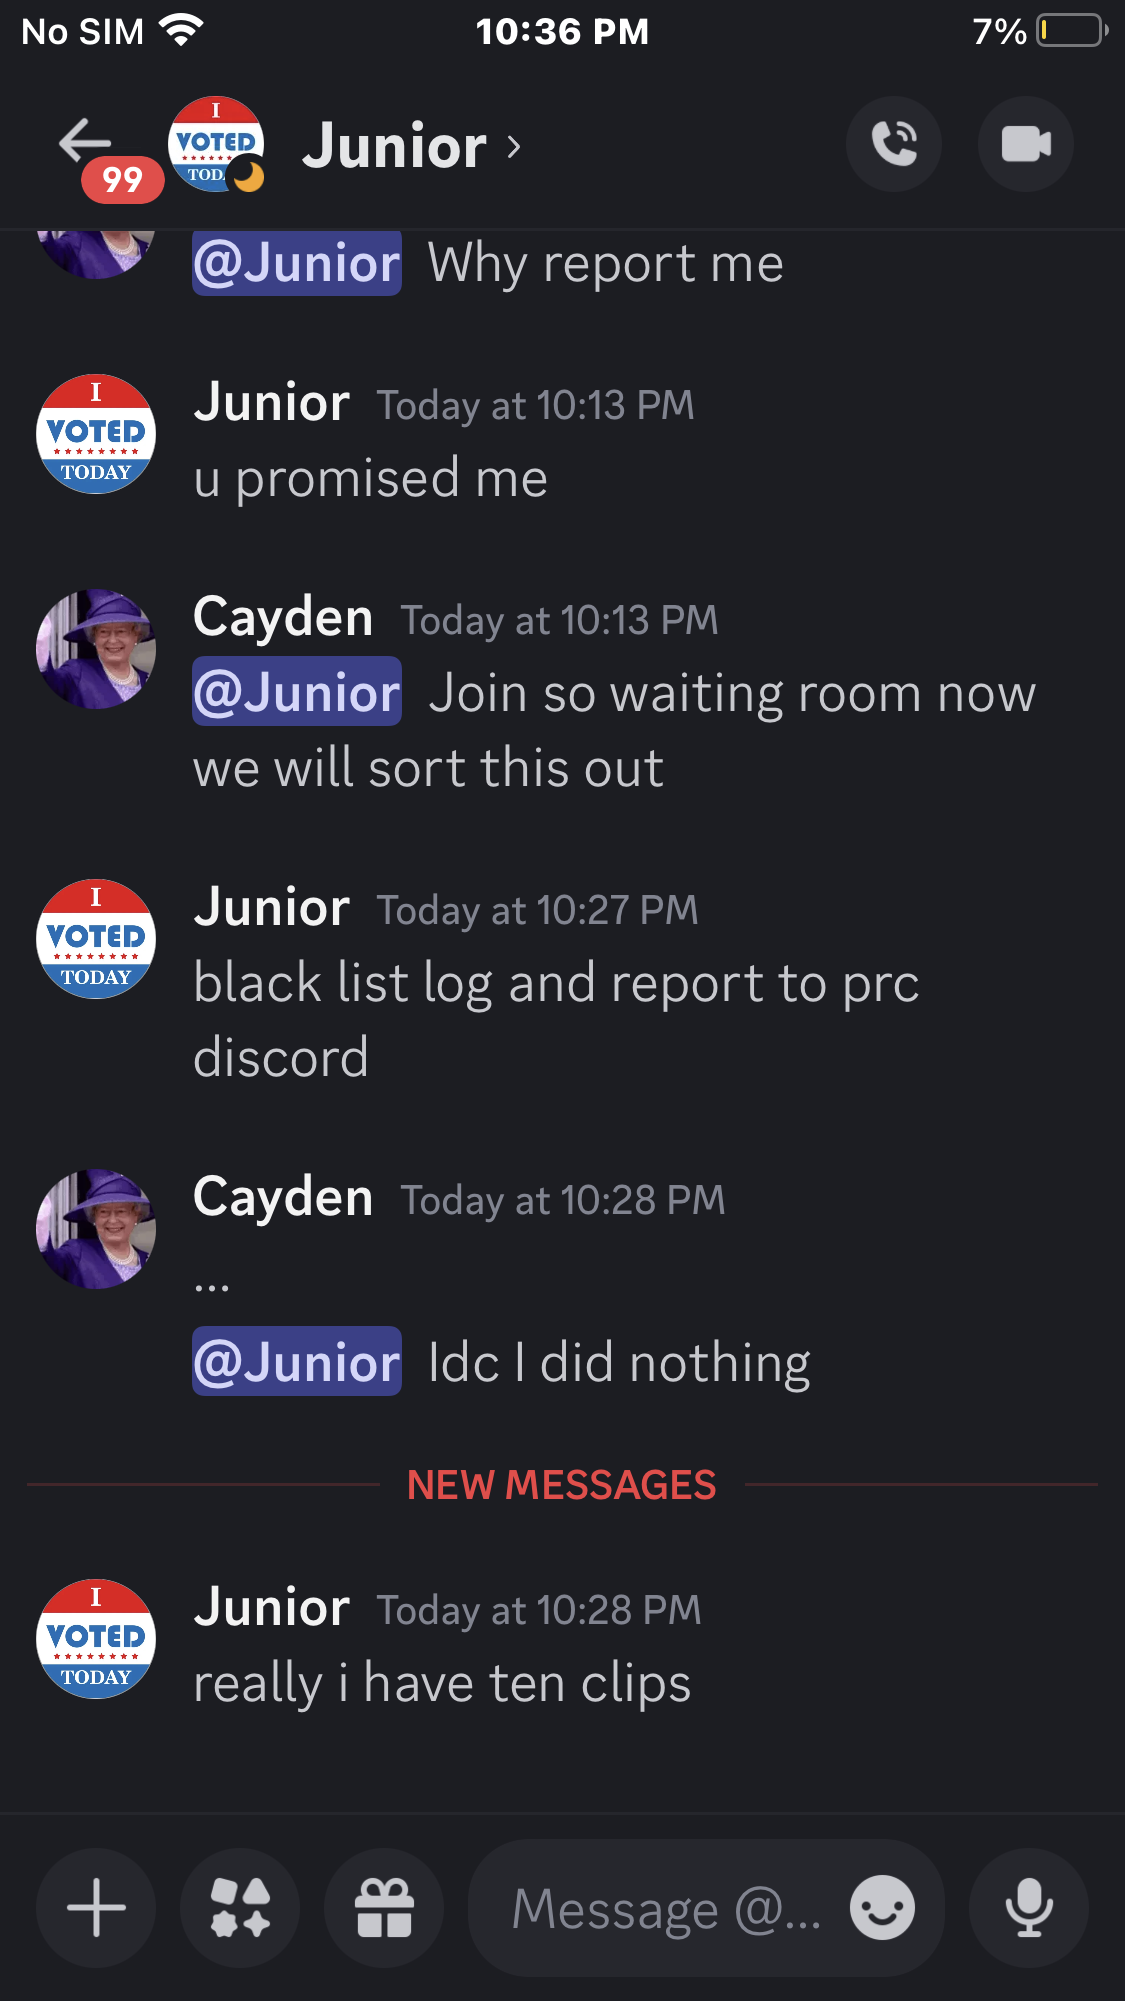 No SIM 10:36 PM 7%
99 I VOTED TOD Junior ›
@Junior Why report me
I VOTED TODAY
Junior Today at 10:13 PM
u promised me
Cayden Today at 10:13 PM
@Junior Join so waiting room now
we will sort this out
I VOTED TODAY
Junior Today at 10:27 PM
black list log and report to prc
discord
Cayden Today at 10:28 PM
...
@Junior Idc I did nothing
NEW MESSAGES
I VOTED TODAY
Junior Today at 10:28 PM
really i have ten clips
Message @...